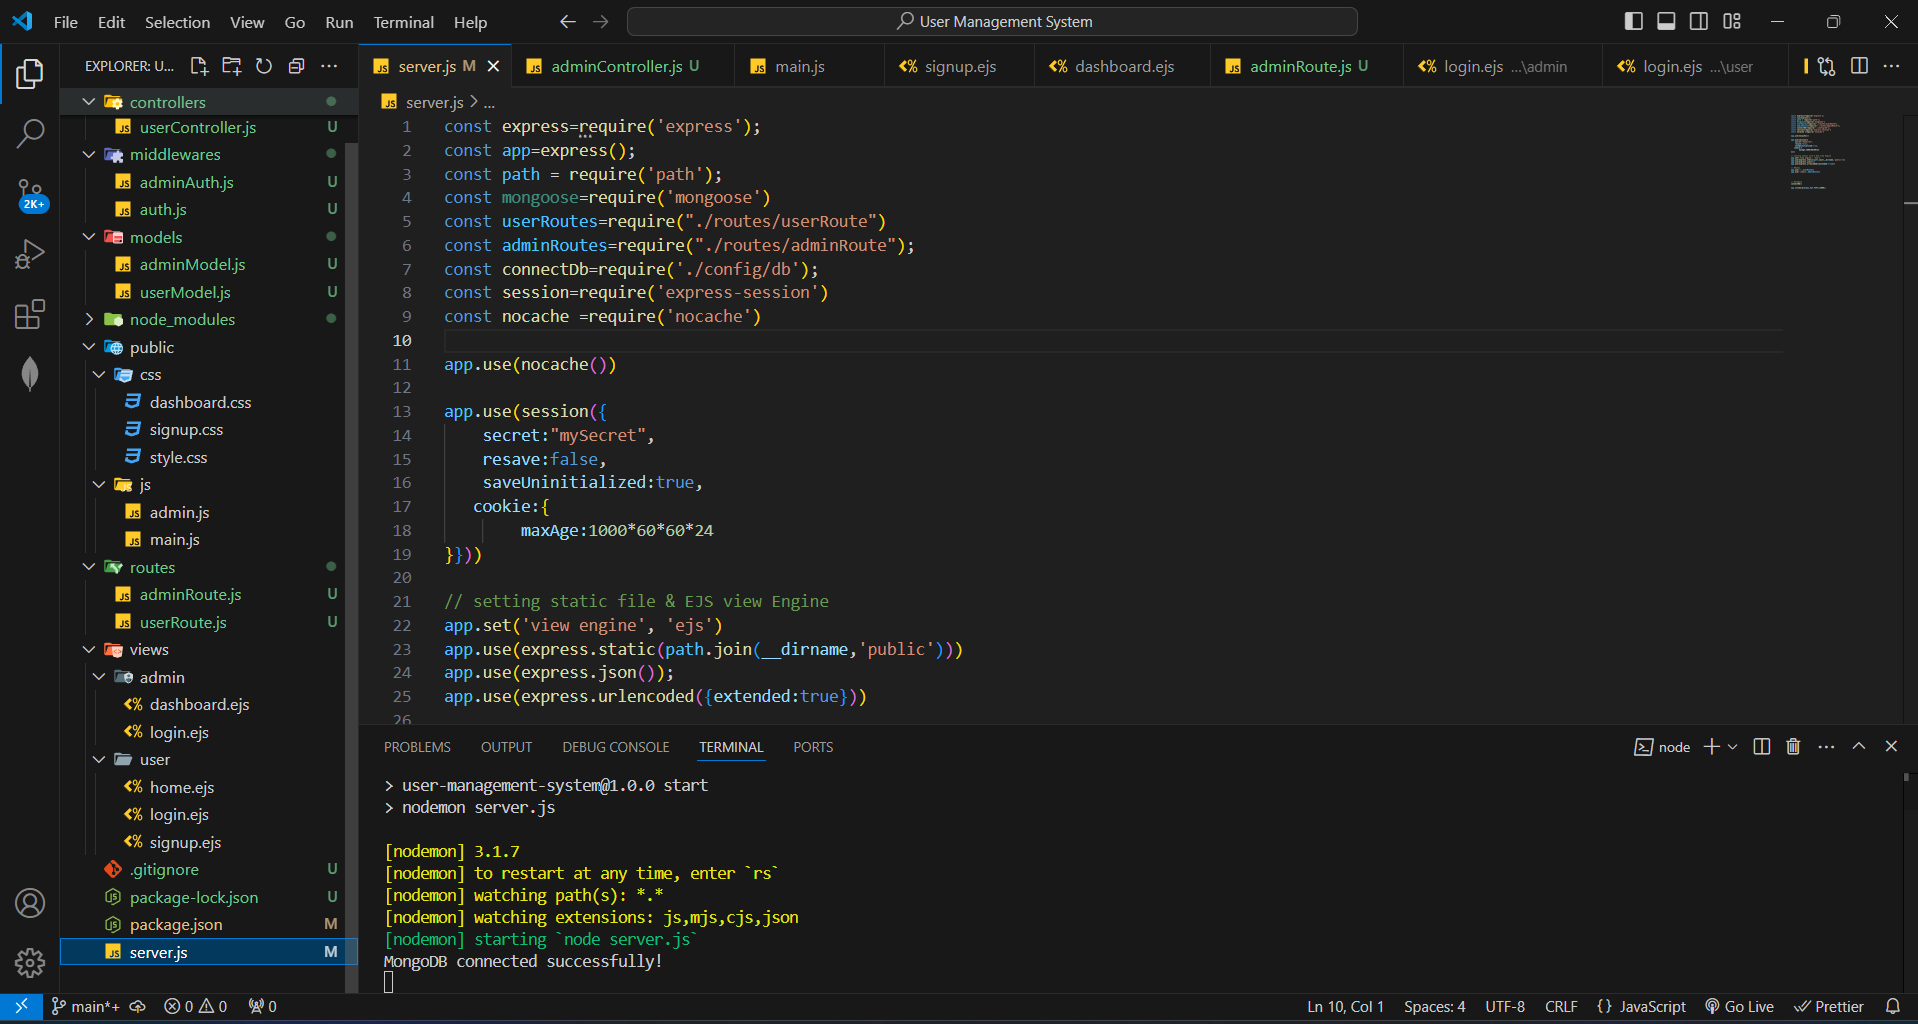 File Edit Selection View Go Run Terminal Help
User Management System
EXPLORER: U...
controllers
userController.js U
middlewares
adminAuth.js U
auth.js U
models
adminModel.js U
userModel.js U
node_modules
public
css
dashboard.css
signup.css
style.css
js
admin.js
main.js
routes
adminRoute.js U
userRoute.js U
views
admin
dashboard.ejs
login.ejs
user
home.ejs
login.ejs
signup.ejs
.gitignore U
package-lock.json U
package.json M
server.js M
2K+
server.js M
adminController.js U
main.js
signup.ejs
dashboard.ejs
adminRoute.js U
login.ejs ...\admin
login.ejs ...\user
server.js > ...
1 const express=require('express');
2 const app=express();
3 const path = require('path');
4 const mongoose=require('mongoose')
5 const userRoutes=require("./routes/userRoute")
6 const adminRoutes=require("./routes/adminRoute");
7 const connectDb=require('./config/db');
8 const session=require('express-session')
9 const nocache =require('nocache')
10
11 app.use(nocache())
12
13 app.use(session({
14     secret:"mySecret",
15     resave:false,
16     saveUninitialized:true,
17    cookie:{
18         maxAge:1000*60*60*24
19 }}))
20
21 // setting static file & EJS view Engine
22 app.set('view engine', 'ejs')
23 app.use(express.static(path.join(__dirname,'public')))
24 app.use(express.json());
25 app.use(express.urlencoded({extended:true}))
26
PROBLEMS OUTPUT DEBUG CONSOLE TERMINAL PORTS
node
> user-management-system@1.0.0 start
> nodemon server.js
[nodemon] 3.1.7
[nodemon] to restart at any time, enter `rs`
[nodemon] watching path(s): *.*
[nodemon] watching extensions: js,mjs,cjs,json
[nodemon] starting `node server.js`
MongoDB connected successfully!
main*+ 0 0 0
Ln 10, Col 1 Spaces: 4 UTF-8 CRLF {} JavaScript Go Live Prettier